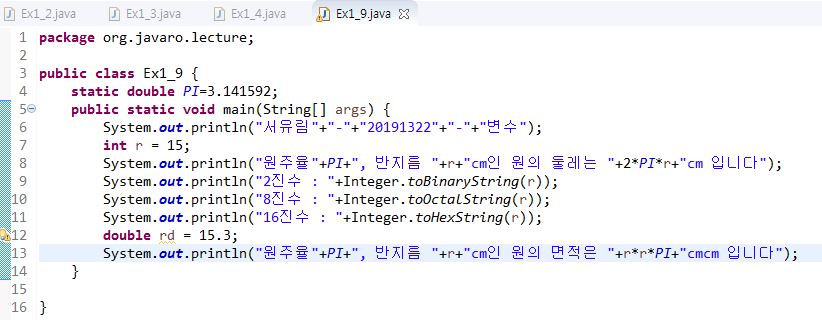 Ex1_2.java Ex1_3.java Ex1_4.java Ex1_9.java
1 package org.javaro.lecture;
2
3 public class Ex1_9 {
4 static double PI=3.141592;
5 public static void main(String[] args) {
6 System.out.println("서유림"+"-"+"20191322"+"-"+"변수");
7 int r = 15;
8 System.out.println("원주율"+PI+", 반지름 "+r+"cm인 원의 둘레는 "+2*PI*r+"cm 입니다");
9 System.out.println("2진수 : "+Integer.toBinaryString(r));
10 System.out.println("8진수 : "+Integer.toOctalString(r));
11 System.out.println("16진수 : "+Integer.toHexString(r));
12 double rd = 15.3;
13 System.out.println("원주율"+PI+", 반지름 "+r+"cm인 원의 면적은 "+r*r*PI+"cmcm 입니다");
14 }
15
16 }